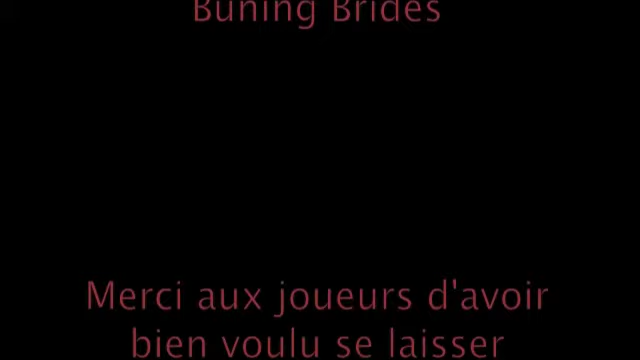 Buning Brides
Merci aux joueurs d'avoir
bien voulu se laisser